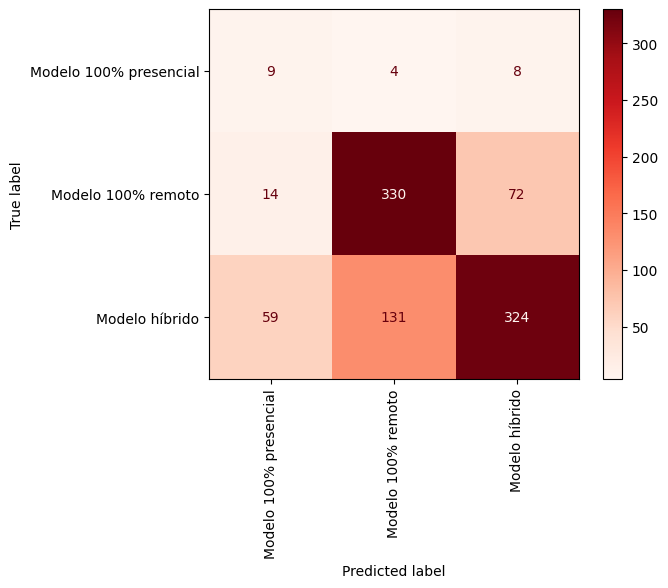 Modelo 100% presencial
9
4
8
Modelo 100% remoto
14
330
72
Modelo híbrido
59
131
324
True label
Modelo 100% presencial
Modelo 100% remoto
Modelo híbrido
Predicted label
300
250
200
150
100
50